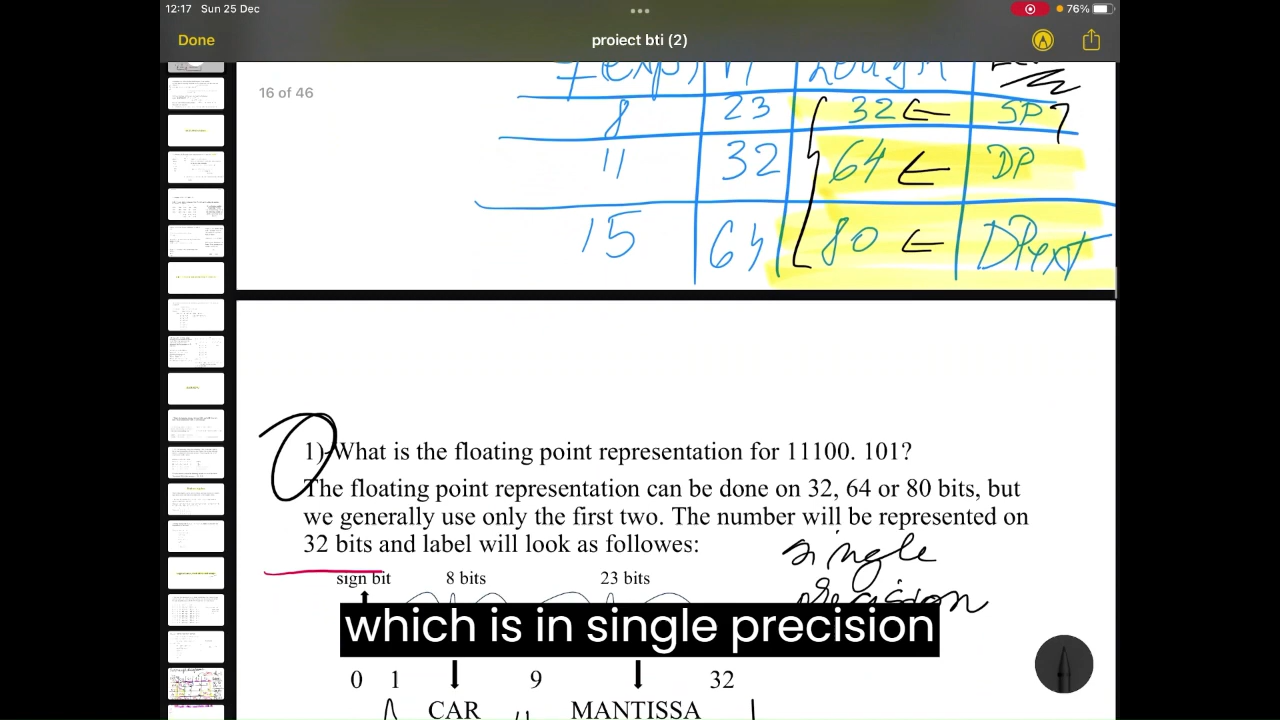 12:17 Sun 25 Dec
76%
Done
proiect bti (2)
16 of 46
8 23 32 SP
11 32 64 DP
15 64 80 DPext
1) What is the floating point representation for 11100. 101?
The floating point representation can be done on 32, 64 or 80 bits, but
we generally use only the first two. The number will be represented on
32 bits and label will look as followes:
single
precision
sign bit 8 bits 23 bits
which is in single precision
0 1 9 32
CAR MANTISSA